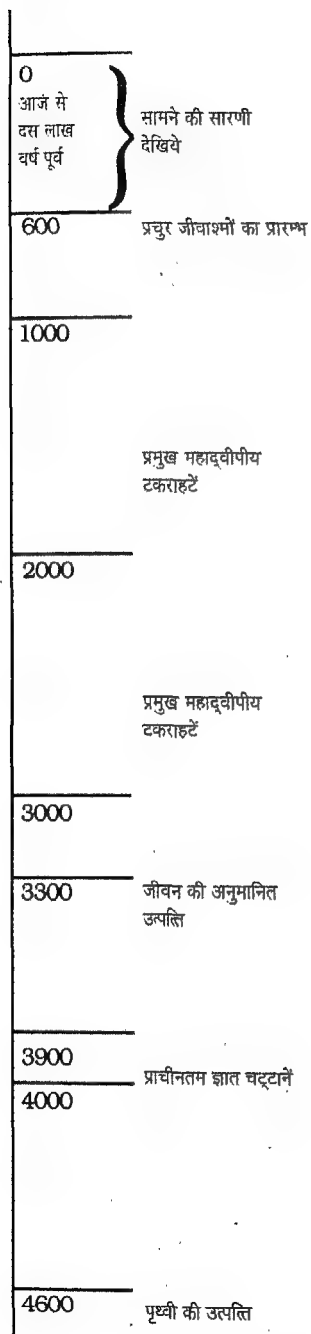 0
आज से
दस लाख
वर्ष पूर्व
सामने की सारणी
देखिये
600
प्रचुर जीवाश्मों का प्रारम्भ
1000
प्रमुख महाद्वीपीय
टकराहटें
2000
प्रमुख महाद्वीपीय
टकराहटें
3000
3300
जीवन की अनुमानित
उत्पत्ति
3900
प्राचीनतम ज्ञात चट्टानें
4000
4600
पृथ्वी की उत्पत्ति